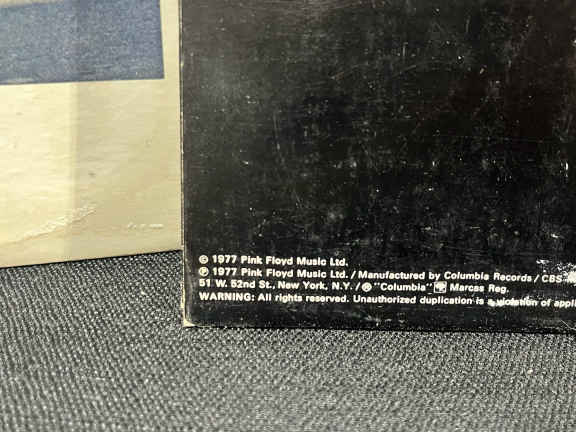 © 1977 Pink Floyd Music Ltd.
℗ 1977 Pink Floyd Music Ltd. / Manufactured by Columbia Records / CBS
51 W. 52nd St., New York, N.Y. / ® "Columbia" Marcas Reg.
WARNING: All rights reserved. Unauthorized duplication is a violation of appli